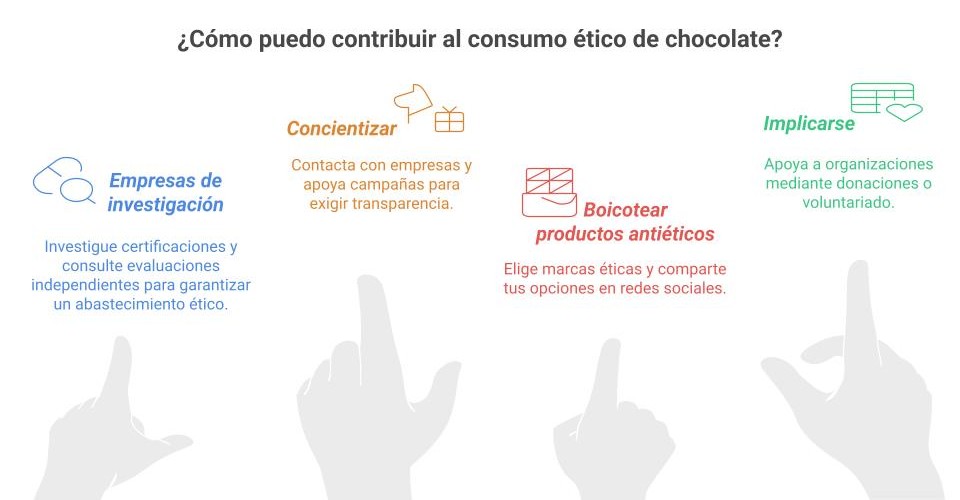 ¿Cómo puedo contribuir al consumo ético de chocolate?
Empresas de
investigación
Investigue certificaciones y
consulte evaluaciones
independientes para garantizar
un abastecimiento ético.
Concientizar
Contacta con empresas y
apoya campañas para
exigir transparencia.
Boicotear
productos antiéticos
Elige marcas éticas y comparte
tus opciones en redes sociales.
Implicarse
Apoya a organizaciones
mediante donaciones o
voluntariado.